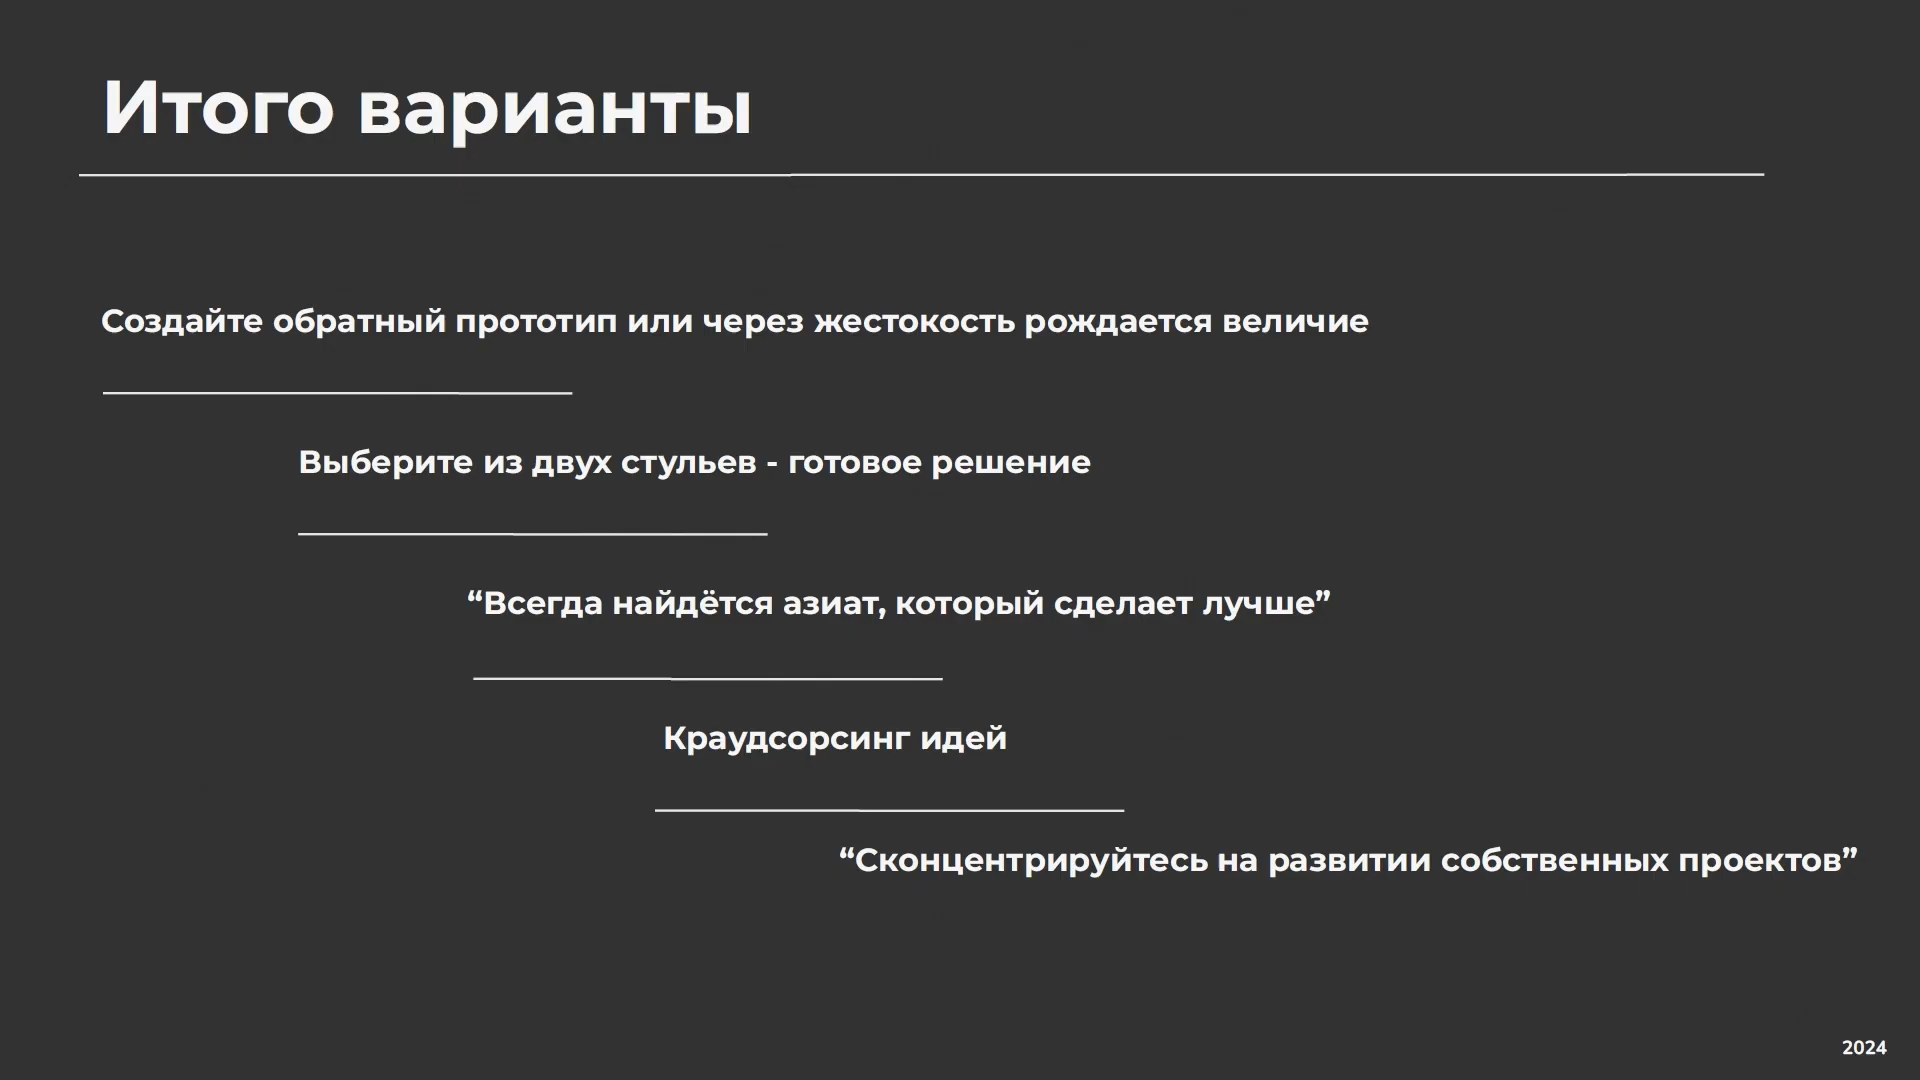 Итого варианты
Создайте обратный прототип или через жестокость рождается величие
Выберите из двух стульев - готовое решение
“Всегда найдётся азиат, который сделает лучше”
Краудсорсинг идей
“Сконцентрируйтесь на развитии собственных проектов”
2024